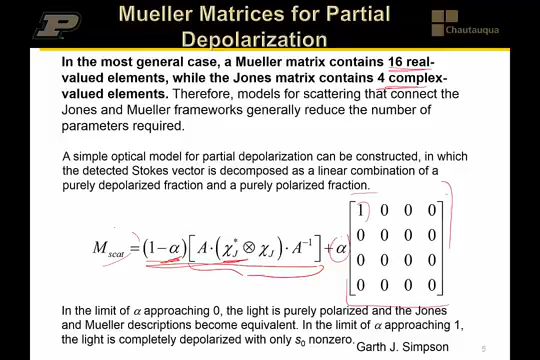 Mueller Matrices for Partial
Depolarization
P
Chautauqua
In the most general case, a Mueller matrix contains 16 real-
valued elements, while the Jones matrix contains 4 complex-
valued elements. Therefore, models for scattering that connect the
Jones and Mueller frameworks generally reduce the number of
parameters required.
A simple optical model for partial depolarization can be constructed, in which
the detected Stokes vector is decomposed as a linear combination of a
purely depolarized fraction and a purely polarized fraction.
1 0 0 0
0 0 0 0
M_scat = (1−α)[A·(χ_J^* ⊗ χ_J)·A^−1] + α
0 0 0 0
0 0 0 0
In the limit of α approaching 0, the light is purely polarized and the Jones
and Mueller descriptions become equivalent. In the limit of α approaching 1,
the light is completely depolarized with only s₀ nonzero.
Garth J. Simpson
5